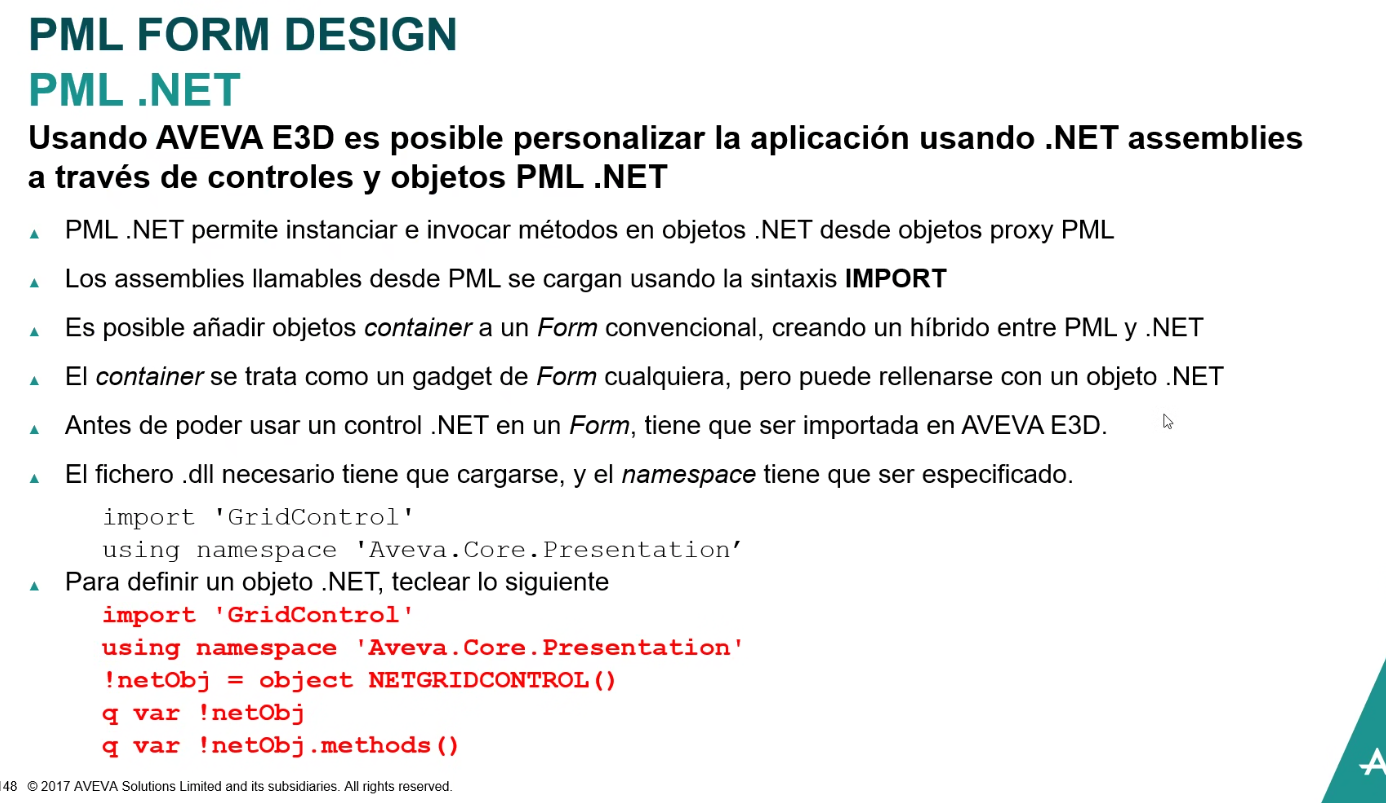 PML FORM DESIGN
PML .NET
Usando AVEVA E3D es posible personalizar la aplicación usando .NET assemblies
a través de controles y objetos PML .NET
PML .NET permite instanciar e invocar métodos en objetos .NET desde objetos proxy PML
Los assemblies llamables desde PML se cargan usando la sintaxis IMPORT
Es posible añadir objetos container a un Form convencional, creando un híbrido entre PML y .NET
El container se trata como un gadget de Form cualquiera, pero puede rellenarse con un objeto .NET
Antes de poder usar un control .NET en un Form, tiene que ser importada en AVEVA E3D.
El fichero .dll necesario tiene que cargarse, y el namespace tiene que ser especificado.
import 'GridControl'
using namespace 'Aveva.Core.Presentation’
Para definir un objeto .NET, teclear lo siguiente
import 'GridControl'
using namespace 'Aveva.Core.Presentation'
!netObj = object NETGRIDCONTROL()
q var !netObj
q var !netObj.methods()
148 © 2017 AVEVA Solutions Limited and its subsidiaries. All rights reserved.